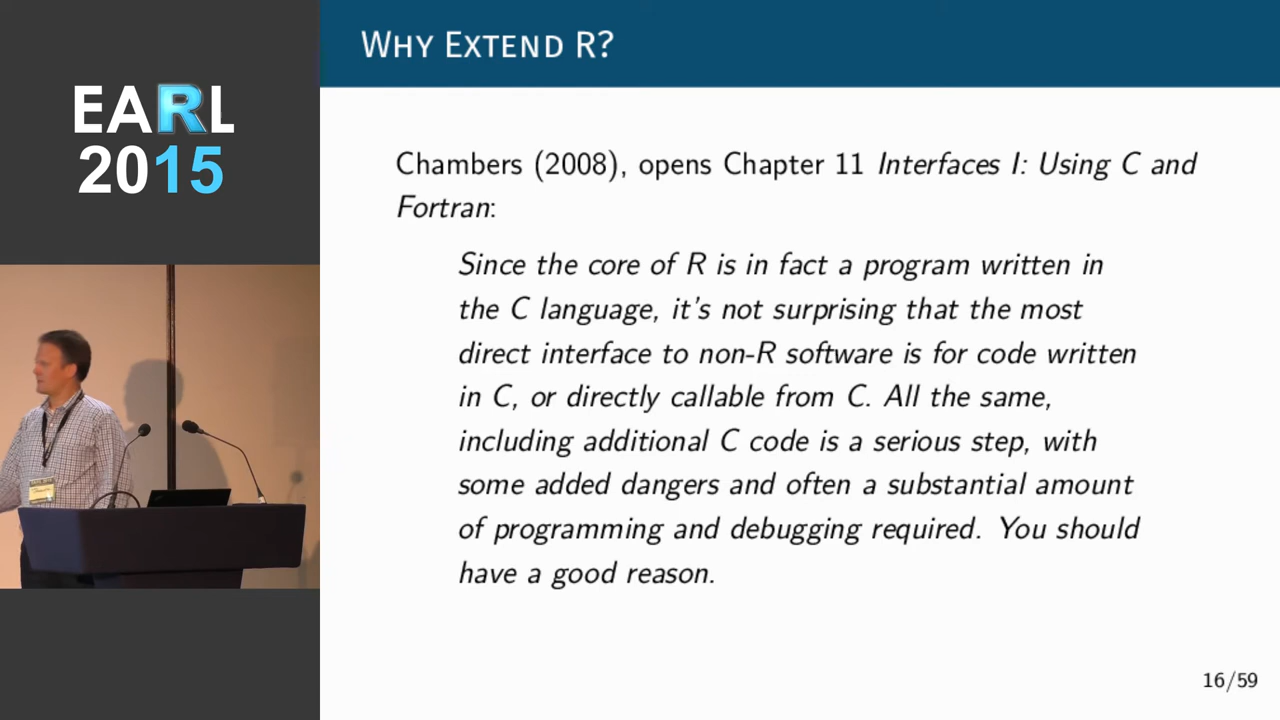 EARL
2015
WHY EXTEND R?
Chambers (2008), opens Chapter 11 Interfaces I: Using C and
Fortran:
Since the core of R is in fact a program written in
the C language, it's not surprising that the most
direct interface to non-R software is for code written
in C, or directly callable from C. All the same,
including additional C code is a serious step, with
some added dangers and often a substantial amount
of programming and debugging required. You should
have a good reason.
16/59